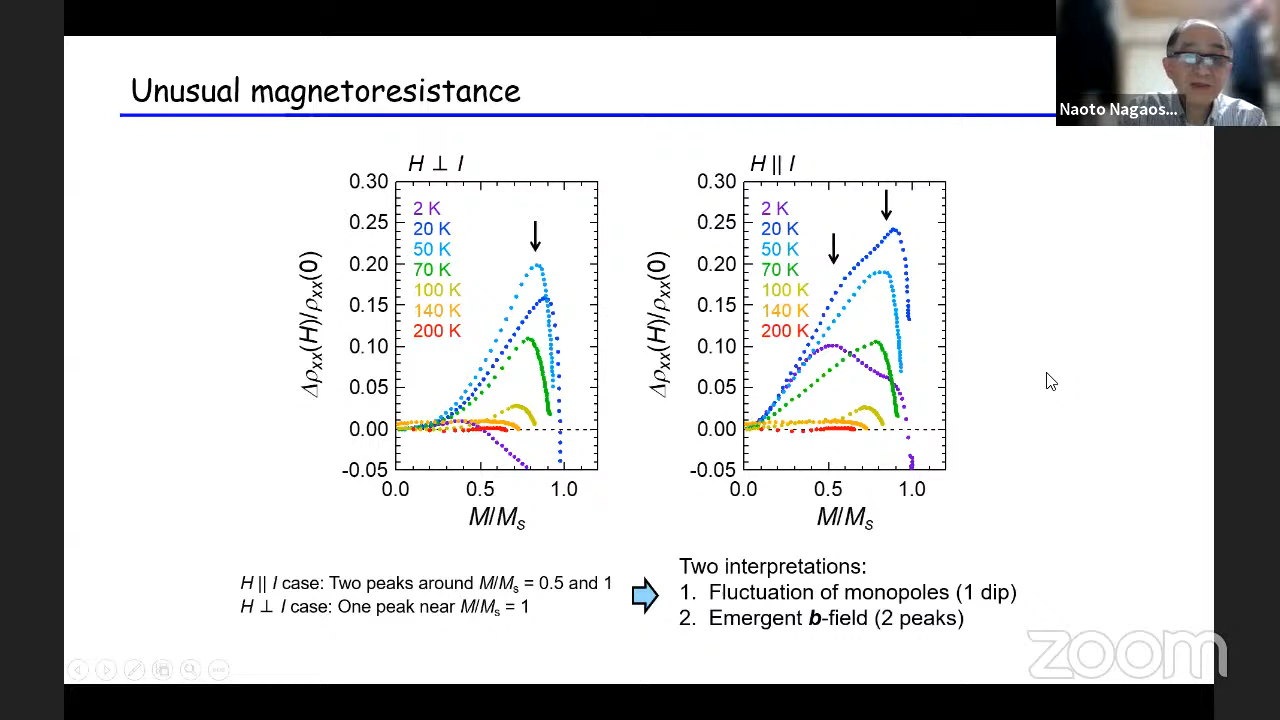 Unusual magnetoresistance
Naoto Nagaos...
H ⊥ I
0.30
0.25
0.20
0.15
0.10
0.05
0.00
-0.05
Δρxx(H)/ρxx(0)
2 K
20 K
50 K
70 K
100 K
140 K
200 K
0.0 0.5 1.0
M/Ms
H || I
0.30
0.25
0.20
0.15
0.10
0.05
0.00
-0.05
Δρxx(H)/ρxx(0)
2 K
20 K
50 K
70 K
100 K
140 K
200 K
0.0 0.5 1.0
M/Ms
H || I case: Two peaks around M/Ms = 0.5 and 1
H ⊥ I case: One peak near M/Ms = 1
Two interpretations:
1. Fluctuation of monopoles (1 dip)
2. Emergent b-field (2 peaks)
zoom